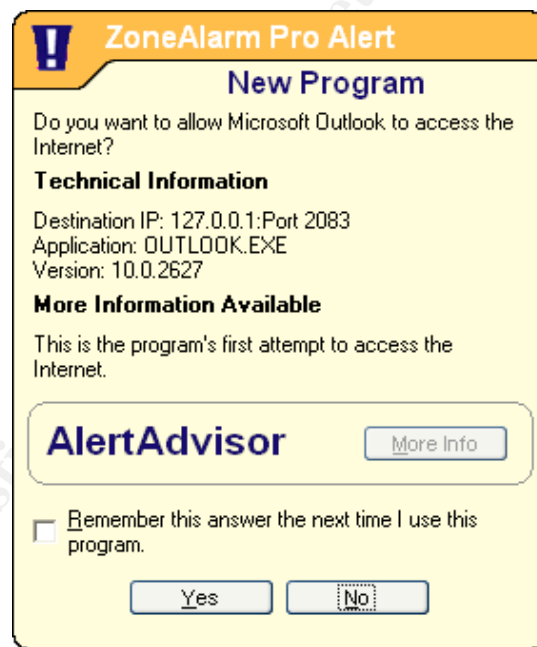 ZoneAlarm Pro Alert
New Program
Do you want to allow Microsoft Outlook to access the
Internet?
Technical Information
Destination IP: 127.0.0.1:Port 2083
Application: OUTLOOK.EXE
Version: 10.0.2627
More Information Available
This is the program's first attempt to access the
Internet.
AlertAdvisor
More Info
Remember this answer the next time I use this
program.
Yes
No